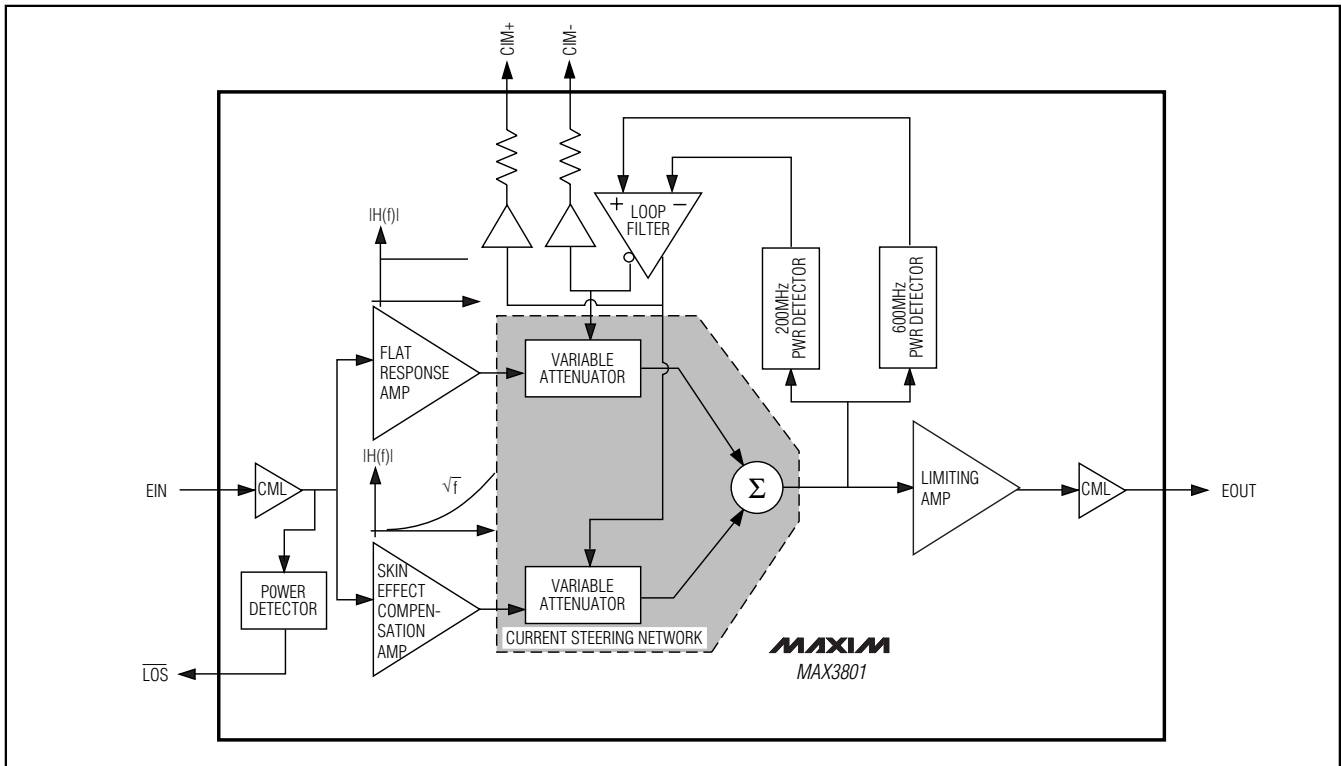 CIM+
CIM-
+
−
LOOP
FILTER
|H(f)|
200MHz
PWR DETECTOR
600MHz
PWR DETECTOR
FLAT
RESPONSE
AMP
VARIABLE
ATTENUATOR
|H(f)|
√f
EIN
CML
Σ
LIMITING
AMP
CML
EOUT
POWER
DETECTOR
SKIN
EFFECT
COMPEN-
SATION
AMP
VARIABLE
ATTENUATOR
CURRENT STEERING NETWORK
MAXIM
MAX3801
L̅O̅S̅